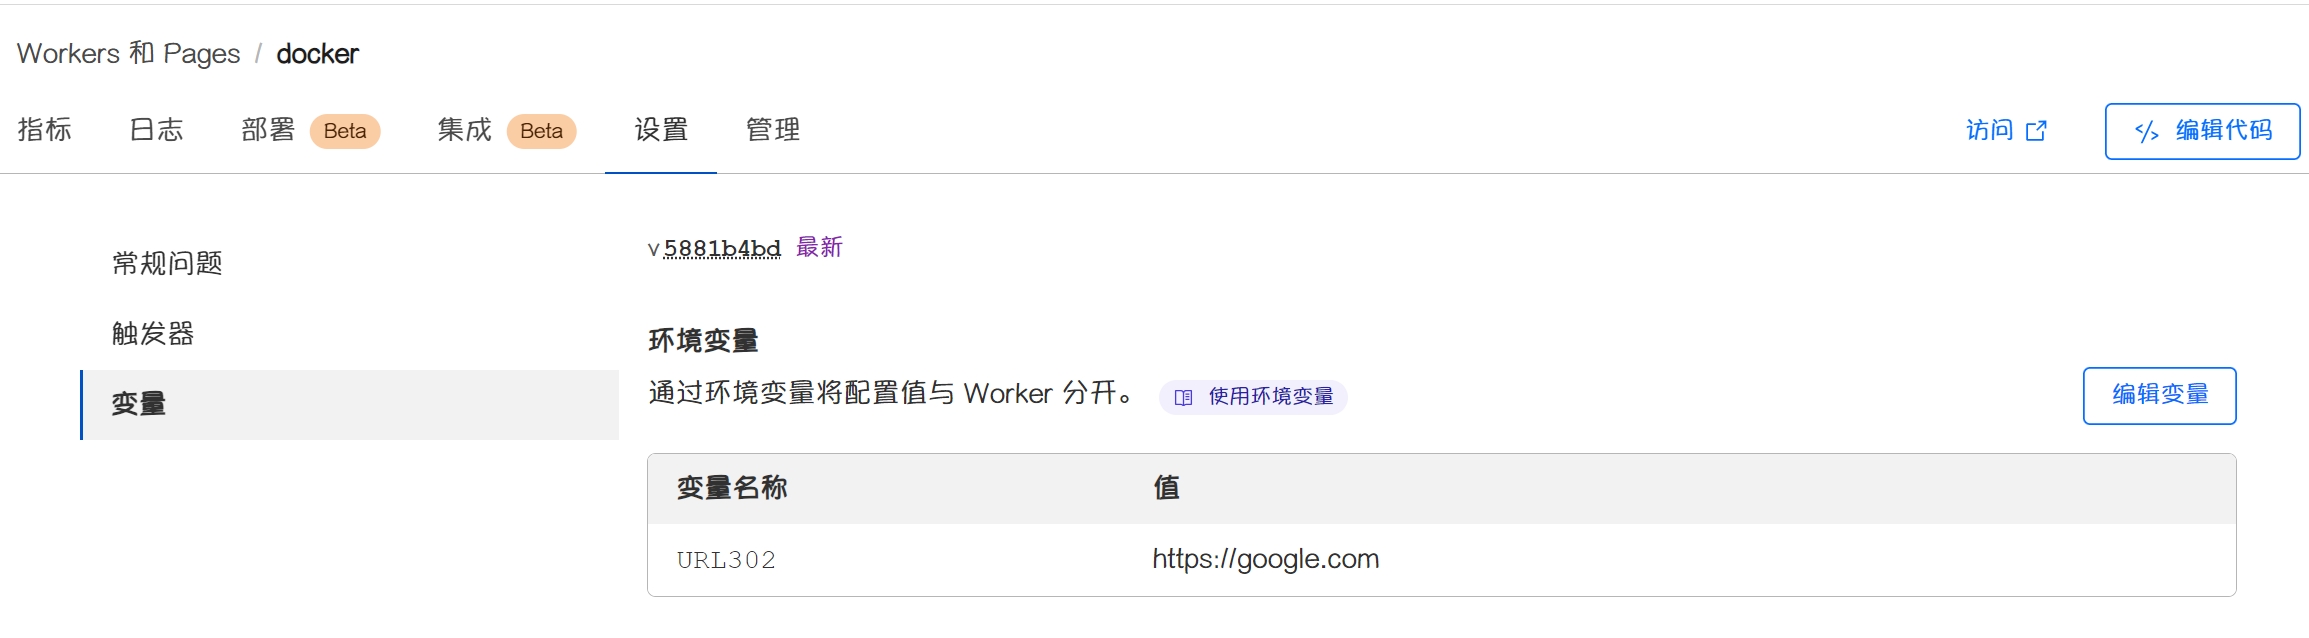 Workers 和 Pages / docker
指标 日志 部署 Beta 集成 Beta 设置 管理 访问 编辑代码
常规问题
触发器
变量
v5881b4bd 最新
环境变量
通过环境变量将配置值与 Worker 分开。 使用环境变量
编辑变量
变量名称 值
URL302 https://google.com